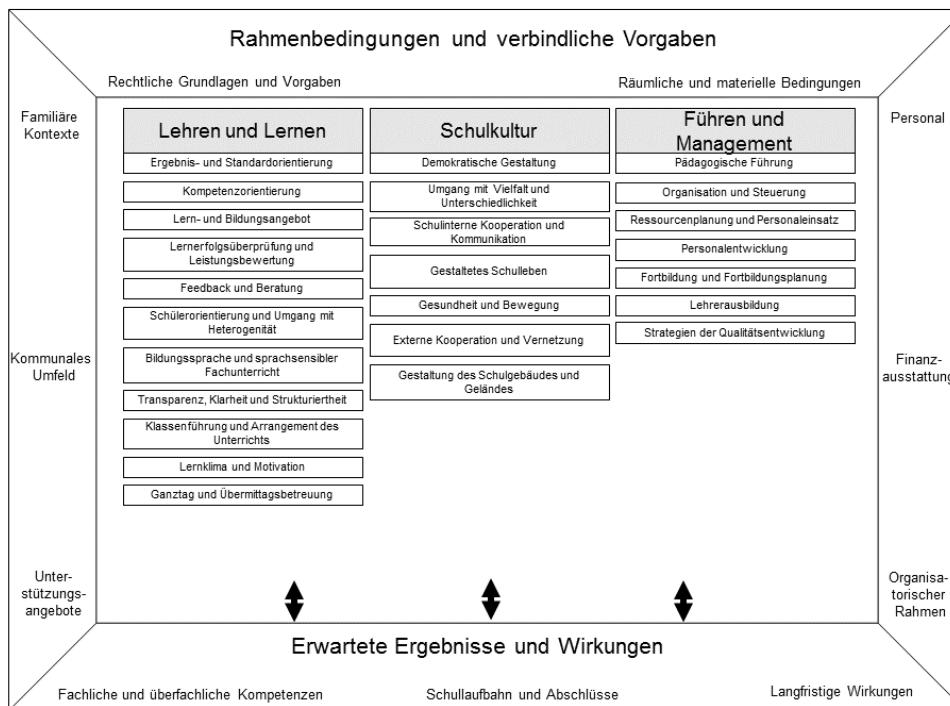 Rahmenbedingungen und verbindliche Vorgaben
Rechtliche Grundlagen und Vorgaben
Räumliche und materielle Bedingungen
Familiäre
Kontexte
Personal
Lehren und Lernen
Ergebnis- und Standardorientierung
Kompetenzorientierung
Lern- und Bildungsangebot
Lernerfolgsüberprüfung und
Leistungsbewertung
Feedback und Beratung
Schülerorientierung und Umgang mit
Heterogenität
Bildungssprache und sprachsensibler
Fachunterricht
Transparenz, Klarheit und Strukturiertheit
Klassenführung und Arrangement des
Unterrichts
Lernklima und Motivation
Ganztag und Übermittagsbetreuung
Schulkultur
Demokratische Gestaltung
Umgang mit Vielfalt und
Unterschiedlichkeit
Schulinterne Kooperation und
Kommunikation
Gestaltetes Schulleben
Gesundheit und Bewegung
Externe Kooperation und Vernetzung
Gestaltung des Schulgebäudes und
Geländes
Führen und
Management
Pädagogische Führung
Organisation und Steuerung
Ressourcenplanung und Personaleinsatz
Personalentwicklung
Fortbildung und Fortbildungsplanung
Lehrerausbildung
Strategien der Qualitätsentwicklung
Kommunales
Umfeld
Finanz-
ausstattung
Unter-
stützungs-
angebote
Organisa-
torischer
Rahmen
Erwartete Ergebnisse und Wirkungen
Fachliche und überfachliche Kompetenzen
Schullaufbahn und Abschlüsse
Langfristige Wirkungen